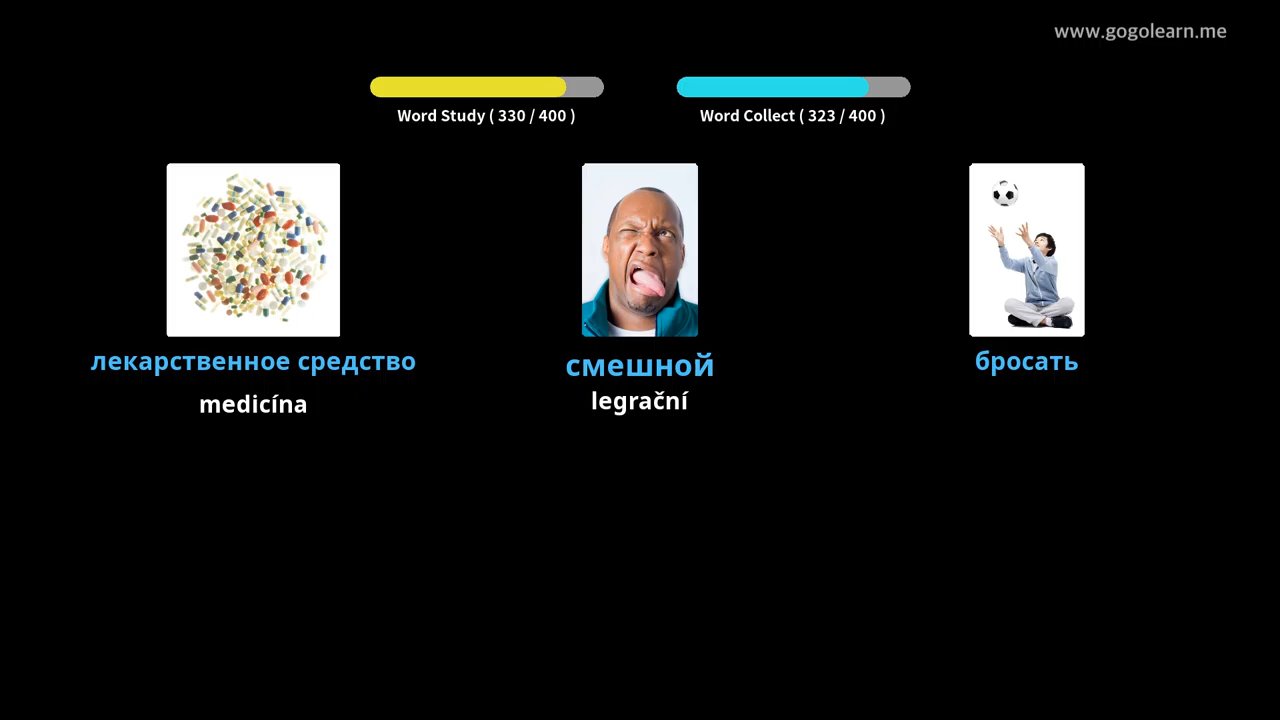 www.gogolearn.me
Word Study ( 330 / 400 )
Word Collect ( 323 / 400 )
лекарственное средство
medicína
смешной
legrační
бросать